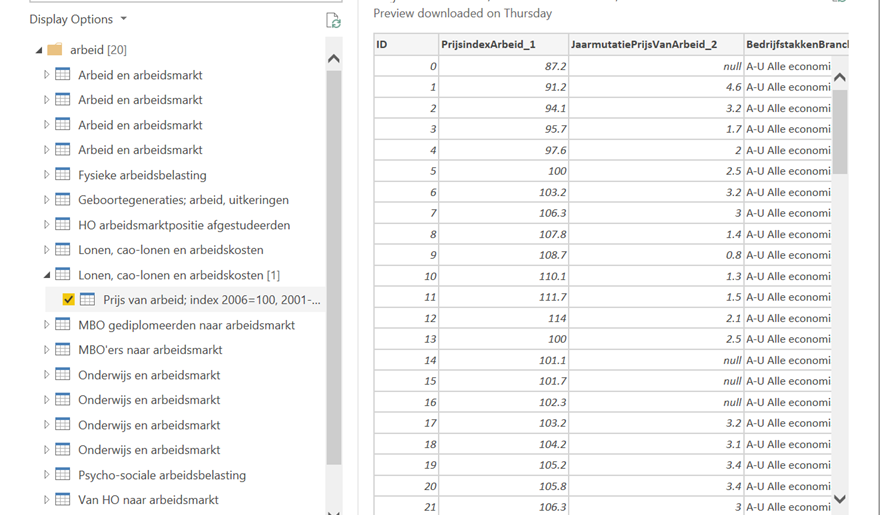 Display Options
arbeid [20]
Arbeid en arbeidsmarkt
Arbeid en arbeidsmarkt
Arbeid en arbeidsmarkt
Arbeid en arbeidsmarkt
Fysieke arbeidsbelasting
Geboortegeneraties; arbeid, uitkeringen
HO arbeidsmarktpositie afgestudeerden
Lonen, cao-lonen en arbeidskosten
Lonen, cao-lonen en arbeidskosten [1]
Prijs van arbeid; index 2006=100, 2001-...
MBO gediplomeerden naar arbeidsmarkt
MBO'ers naar arbeidsmarkt
Onderwijs en arbeidsmarkt
Onderwijs en arbeidsmarkt
Onderwijs en arbeidsmarkt
Onderwijs en arbeidsmarkt
Psycho-sociale arbeidsbelasting
Van HO naar arbeidsmarkt
Preview downloaded on Thursday
ID PrijsindexArbeid_1 JaarmutatiePrijsVanArbeid_2 BedrijfstakkenBranch
0 87.2 null A-U Alle economi
1 91.2 4.6 A-U Alle economi
2 94.1 3.2 A-U Alle economi
3 95.7 1.7 A-U Alle economi
4 97.6 2 A-U Alle economi
5 100 2.5 A-U Alle economi
6 103.2 3.2 A-U Alle economi
7 106.3 3 A-U Alle economi
8 107.8 1.4 A-U Alle economi
9 108.7 0.8 A-U Alle economi
10 110.1 1.3 A-U Alle economi
11 111.7 1.5 A-U Alle economi
12 114 2.1 A-U Alle economi
13 100 2.5 A-U Alle economi
14 101.1 null A-U Alle economi
15 101.7 null A-U Alle economi
16 102.3 null A-U Alle economi
17 103.2 3.2 A-U Alle economi
18 104.2 3.1 A-U Alle economi
19 105.2 3.4 A-U Alle economi
20 105.8 3.4 A-U Alle economi
21 106.3 3 A-U Alle economi